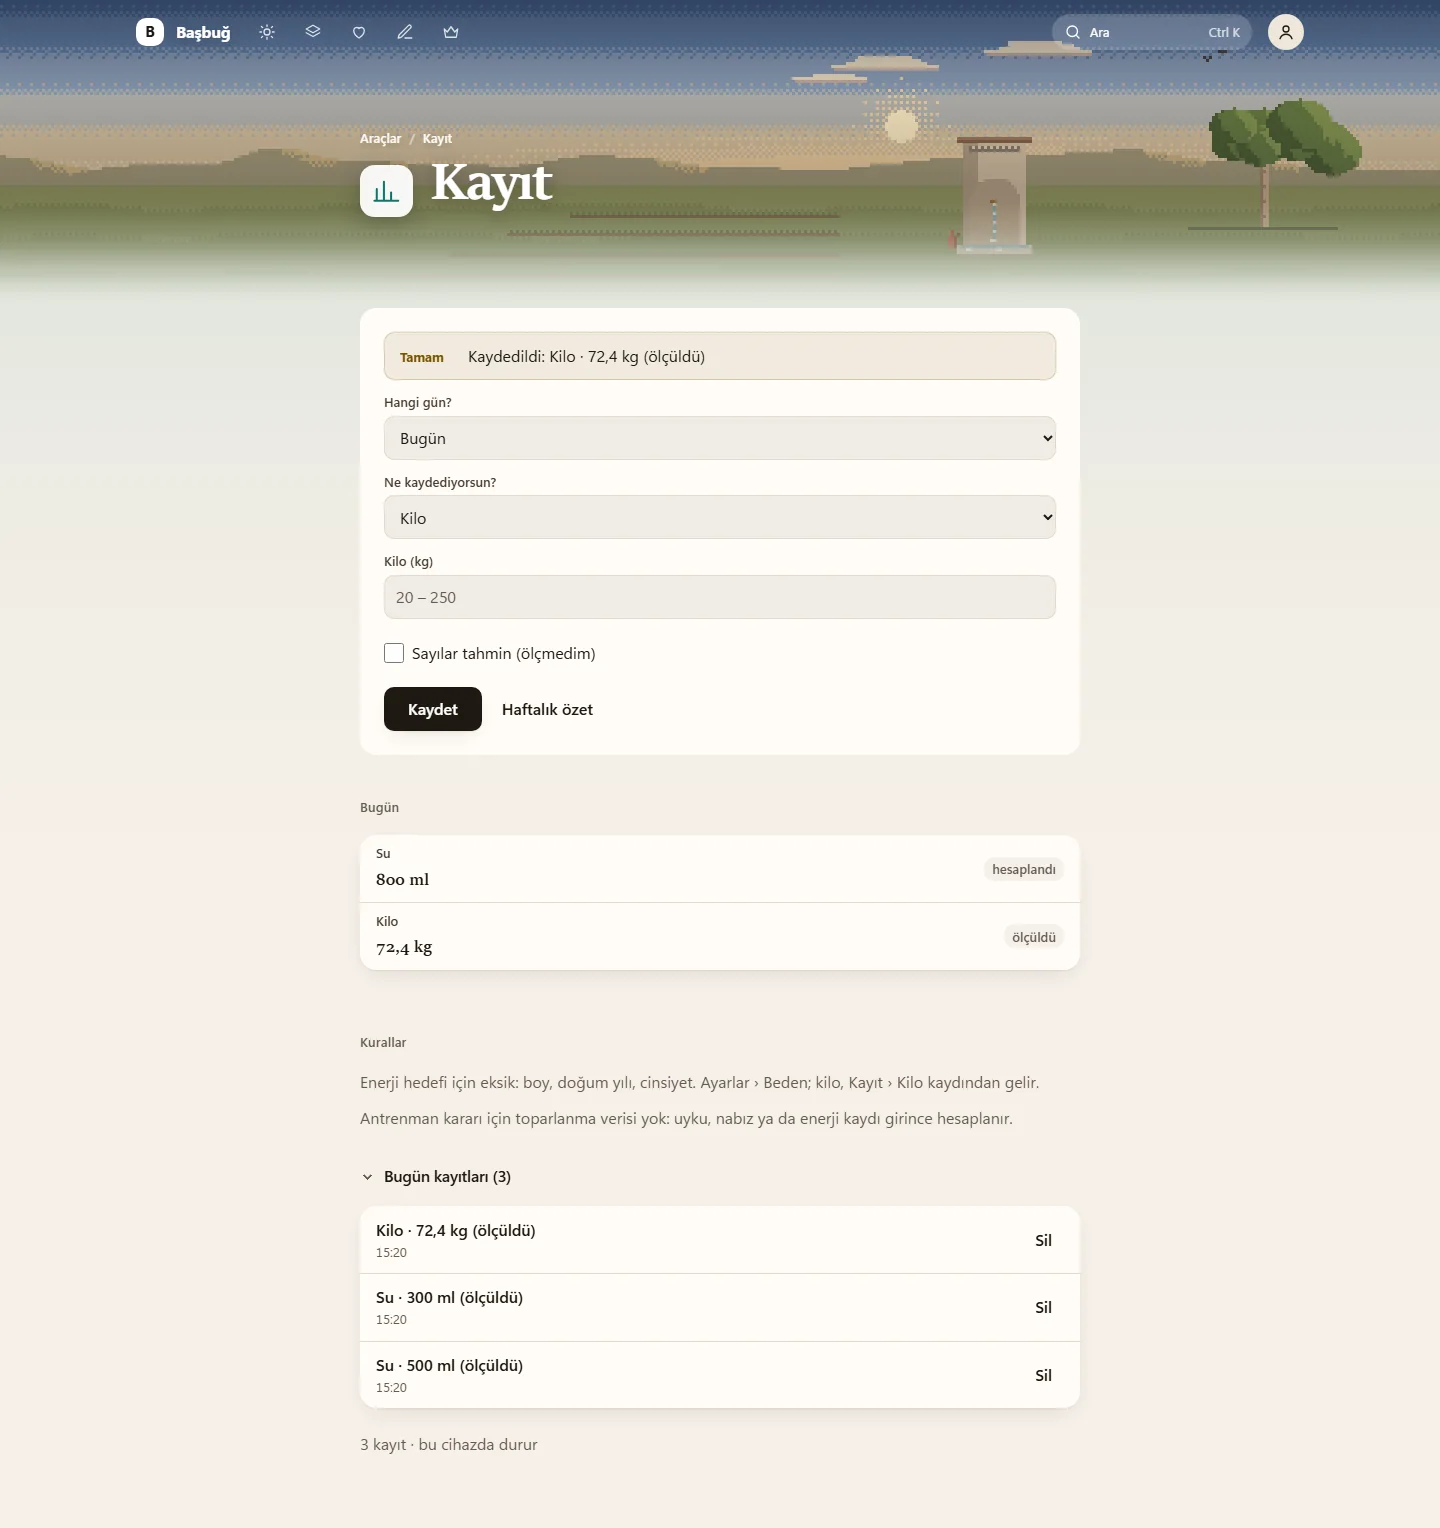 B Başbuğ
Ara Ctrl K
Araçlar / Kayıt
Kayıt
Tamam Kaydedildi: Kilo · 72,4 kg (ölçüldü)
Hangi gün?
Bugün
Ne kaydediyorsun?
Kilo
Kilo (kg)
20 – 250
Sayılar tahmin (ölçmedim)
Kaydet Haftalık özet
Bugün
Su
800 ml
hesaplandı
Kilo
72,4 kg
ölçüldü
Kurallar
Enerji hedefi için eksik: boy, doğum yılı, cinsiyet. Ayarlar › Beden; kilo, Kayıt › Kilo kaydından gelir.
Antrenman kararı için toparlanma verisi yok: uyku, nabız ya da enerji kaydı girince hesaplanır.
Bugün kayıtları (3)
Kilo · 72,4 kg (ölçüldü)
15:20
Sil
Su · 300 ml (ölçüldü)
15:20
Sil
Su · 500 ml (ölçüldü)
15:20
Sil
3 kayıt · bu cihazda durur